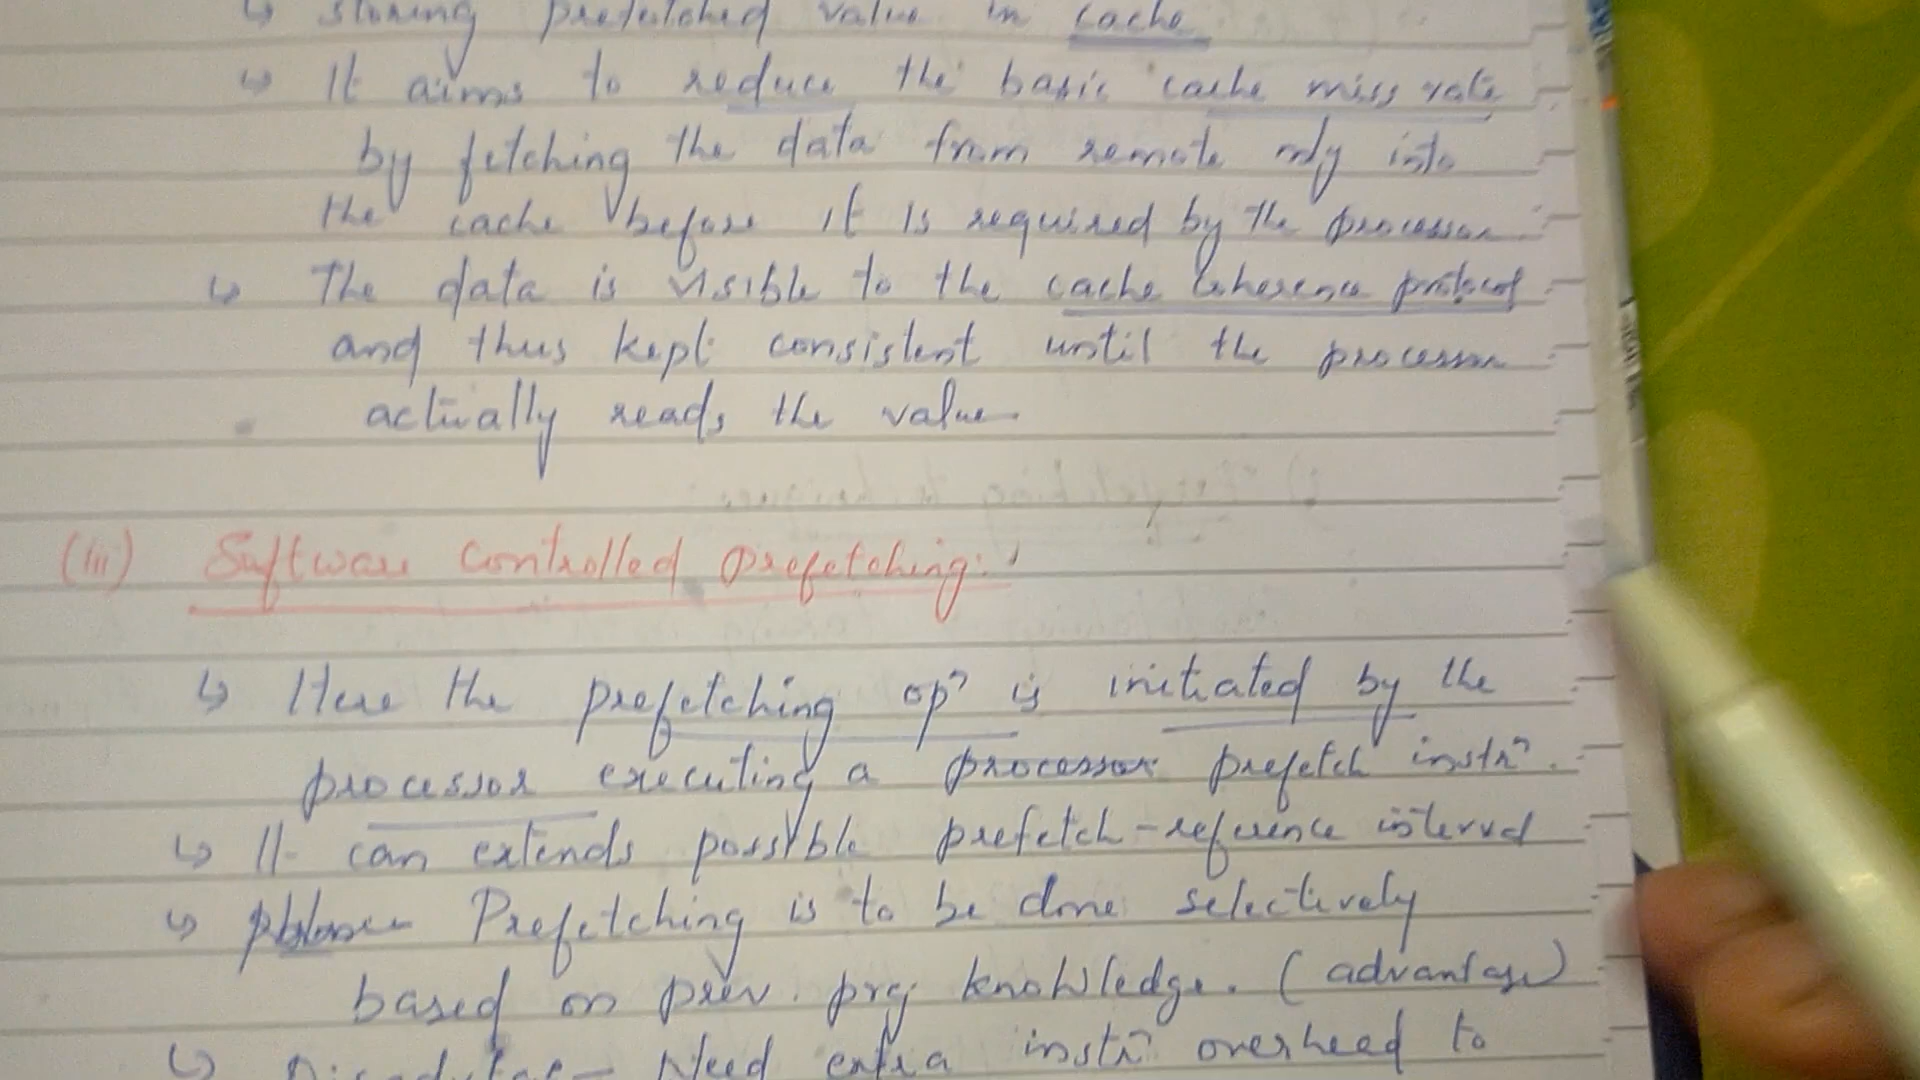 ↳ storing prefetched value in cache
↳ It aims to reduce the basic cache miss rate
by fetching the data from remote mly into
the cache before it is required by the processor.
↳ The data is visible to the cache coherence protocol
and thus kept consistent until the processor
actually reads the value
(iii) Software Controlled prefetching:
↳ Here the prefetching opⁿ is initiated by the
processor executing a processor prefetch instrⁿ.
↳ It can extends possible prefetch-reference interval
↳ Prefetching is to be done selectively
based on prev. prg knowledge. (advantage)
↳ Need extra instrⁿ overhead to